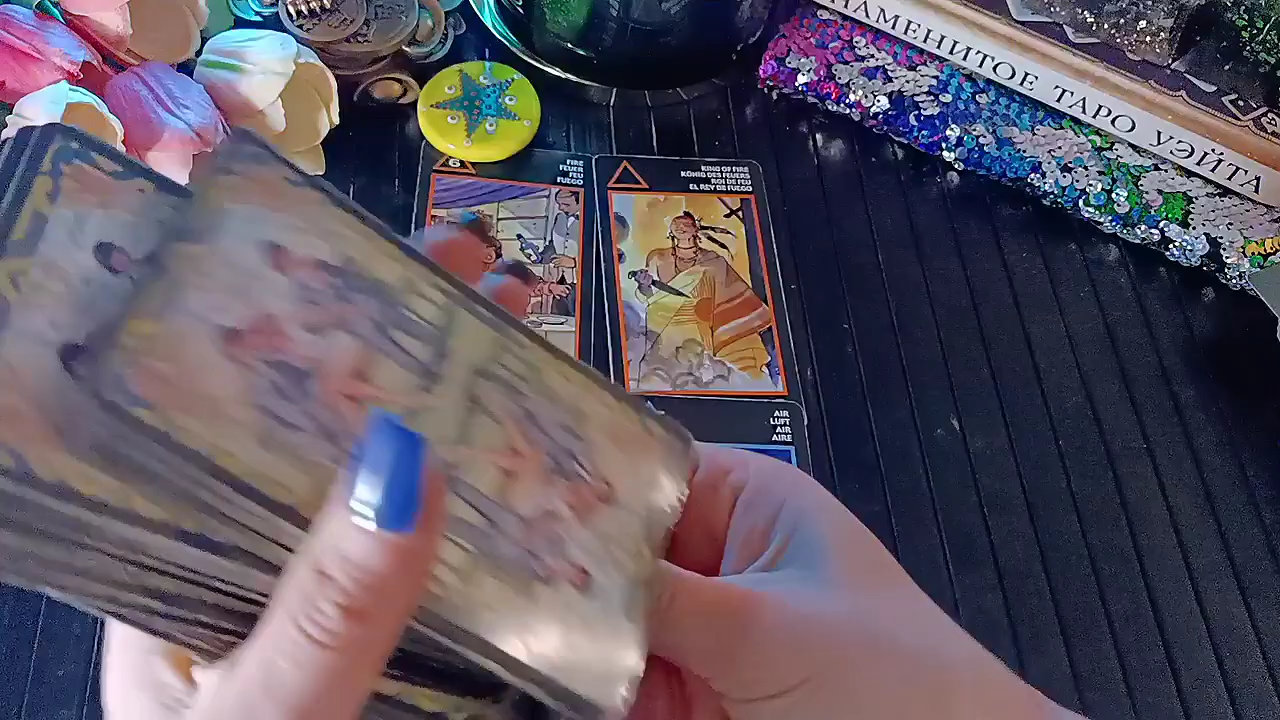 ЗНАМЕНИТОЕ ТАРО УЭЙТА
6
FIRE
FEUER
FEU
FUEGO
KING OF FIRE
KÖNIG DES FEUERS
ROI DE FEU
EL REY DE FUEGO
AIR
LUFT
AIR
AIRE